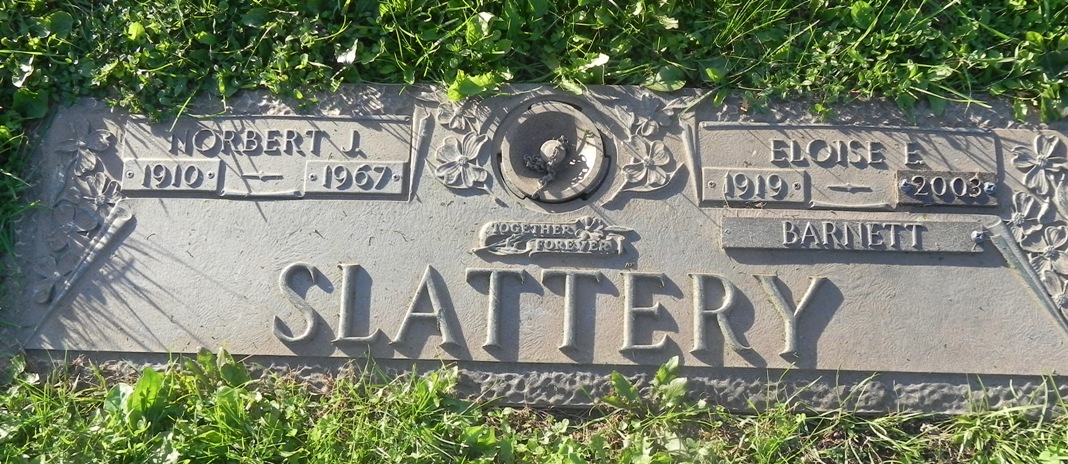 NORBERT J.
1910 — 1967
ELOISE E.
1919 — 2003
BARNETT
TOGETHER
FOREVER
SLATTERY